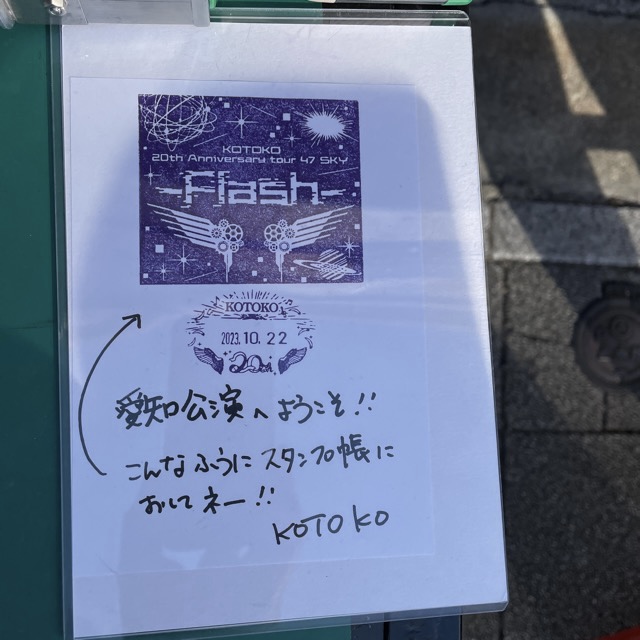 KOTOKO
20th Anniversary tour 47 SKY
-Flash-
KOTOKO
2023.10.22
20th
愛知公演へようこそ!!
こんなふうにスタンプ帳に
おしてネー!!
KOTOKO